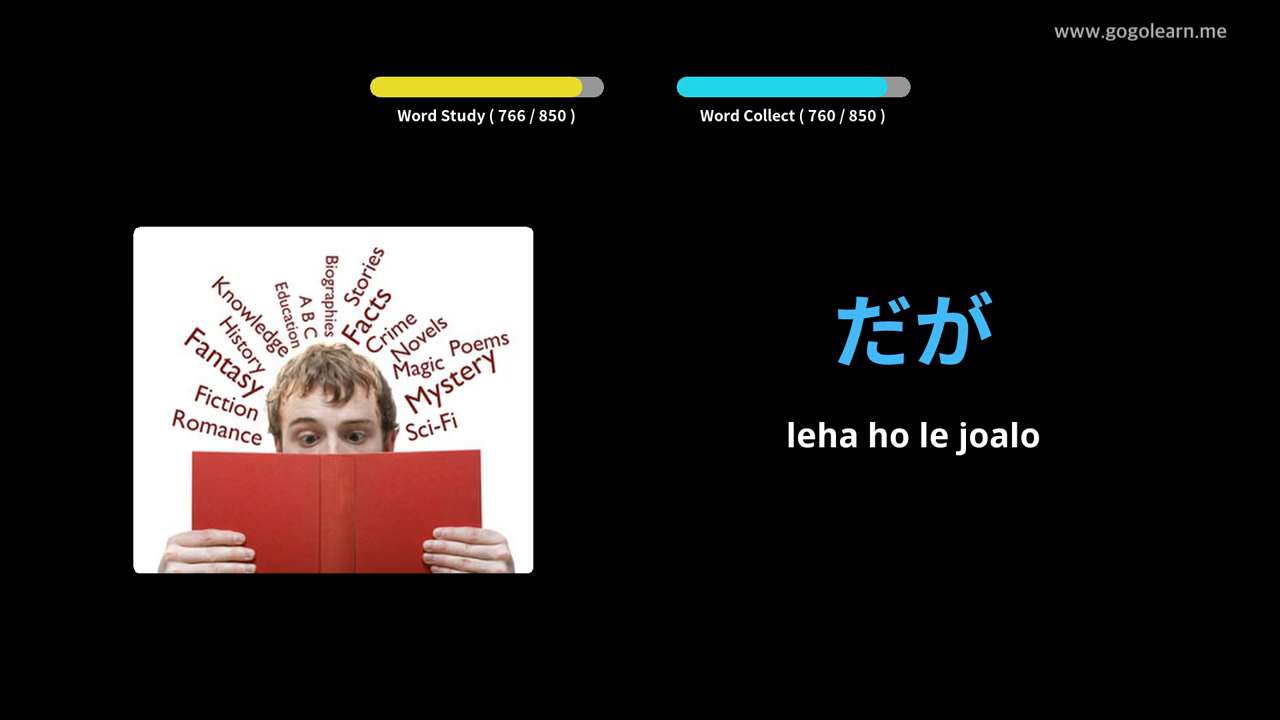 www.gogolearn.me
Word Study ( 766 / 850 )
Word Collect ( 760 / 850 )
Biographies
Stories
Education
A B C
Facts
Knowledge
Crime
History
Novels
Fantasy
Magic
Poems
Mystery
Fiction
Romance
Sci-Fi
だが
leha ho le joalo